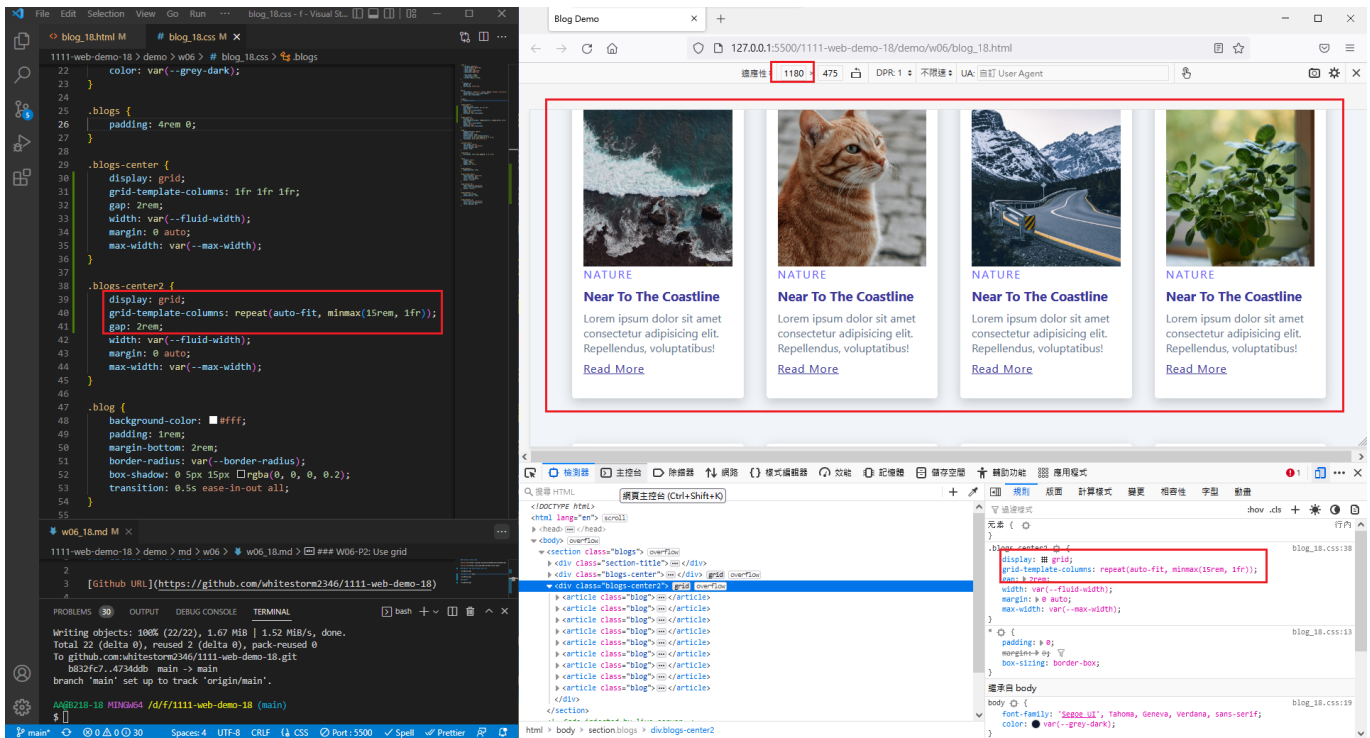 File Edit Selection View Go Run ··· blog_18.css - f - Visual St...
blog_18.html M
# blog_18.css M ×
1111-web-demo-18 > demo > w06 > # blog_18.css > .blogs
22 color: var(--grey-dark);
23 }
24
25 .blogs {
26 padding: 4rem 0;
27 }
28
29 .blogs-center {
30 display: grid;
31 grid-template-columns: 1fr 1fr 1fr;
32 gap: 2rem;
33 width: var(--fluid-width);
34 margin: 0 auto;
35 max-width: var(--max-width);
36 }
37
38 .blogs-center2 {
39 display: grid;
40 grid-template-columns: repeat(auto-fit, minmax(15rem, 1fr));
41 gap: 2rem;
42 width: var(--fluid-width);
43 margin: 0 auto;
44 max-width: var(--max-width);
45 }
46
47 .blog {
48 background-color: #fff;
49 padding: 1rem;
50 margin-bottom: 2rem;
51 border-radius: var(--border-radius);
52 box-shadow: 0 5px 15px rgba(0, 0, 0, 0.2);
53 transition: 0.5s ease-in-out all;
54 }
55
w06_18.md M ×
1111-web-demo-18 > demo > md > w06 > w06_18.md > ### W06-P2: Use grid
2
3 [Github URL](https://github.com/whitestorm2346/1111-web-demo-18)
4
PROBLEMS 30 OUTPUT DEBUG CONSOLE TERMINAL
bash
Writing objects: 100% (22/22), 1.67 MiB | 1.52 MiB/s, done.
Total 22 (delta 0), reused 2 (delta 0), pack-reused 0
To github.com:whitestorm2346/1111-web-demo-18.git
b832fc7..4734ddb main -> main
branch 'main' set up to track 'origin/main'.
AAGB218-18 MINGW64 /d/f/1111-web-demo-18 (main)
$
main* 0 0 30 Spaces: 4 UTF-8 CRLF CSS Port : 5500 Spell Prettier
Blog Demo × +
127.0.0.1:5500/1111-web-demo-18/demo/w06/blog_18.html
適應性 1180 × 475 DPR: 1 不限速 UA: 自訂 User Agent
NATURE
Near To The Coastline
Lorem ipsum dolor sit amet
consectetur adipisicing elit.
Repellendus, voluptatibus!
Read More
NATURE
Near To The Coastline
Lorem ipsum dolor sit amet
consectetur adipisicing elit.
Repellendus, voluptatibus!
Read More
NATURE
Near To The Coastline
Lorem ipsum dolor sit amet
consectetur adipisicing elit.
Repellendus, voluptatibus!
Read More
NATURE
Near To The Coastline
Lorem ipsum dolor sit amet
consectetur adipisicing elit.
Repellendus, voluptatibus!
Read More
檢測器 主控台 除錯器 網路 {} 樣式編輯器 效能 記憶體 儲存空間 輔助功能 應用程式 1
搜尋 HTML
網頁主控台 (Ctrl+Shift+K)
<!DOCTYPE html>
<html lang="en"> scroll
<head></head>
<body> overflow
<section class="blogs"> overflow
<div class="section-title"></div>
<div class="blogs-center"></div> grid overflow
<div class="blogs-center2"> grid overflow
<article class="blog"></article>
<article class="blog"></article>
<article class="blog"></article>
<article class="blog"></article>
<article class="blog"></article>
<article class="blog"></article>
<article class="blog"></article>
<article class="blog"></article>
<article class="blog"></article>
</div>
</section>
html > body > section.blogs > div.blogs-center2
規則 版面 計算樣式 變更 相容性 字型 動畫
過濾樣式 :hov .cls +
元素 { 行內
}
.blogs-center2 { blog_18.css:38
display: grid;
grid-template-columns: repeat(auto-fit, minmax(15rem, 1fr));
gap: 2rem;
width: var(--fluid-width);
margin: 0 auto;
max-width: var(--max-width);
}
* { blog_18.css:13
padding: 0;
margin: 0;
box-sizing: border-box;
}
繼承自 body
body { blog_18.css:19
font-family: 'Segoe UI', Tahoma, Geneva, Verdana, sans-serif;
color: var(--grey-dark);
}